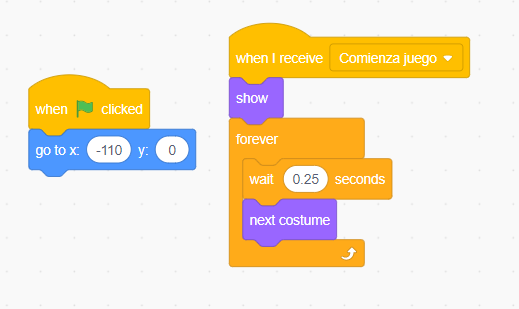 when clicked
go to x: -110 y: 0
when I receive Comienza juego
show
forever
wait 0.25 seconds
next costume